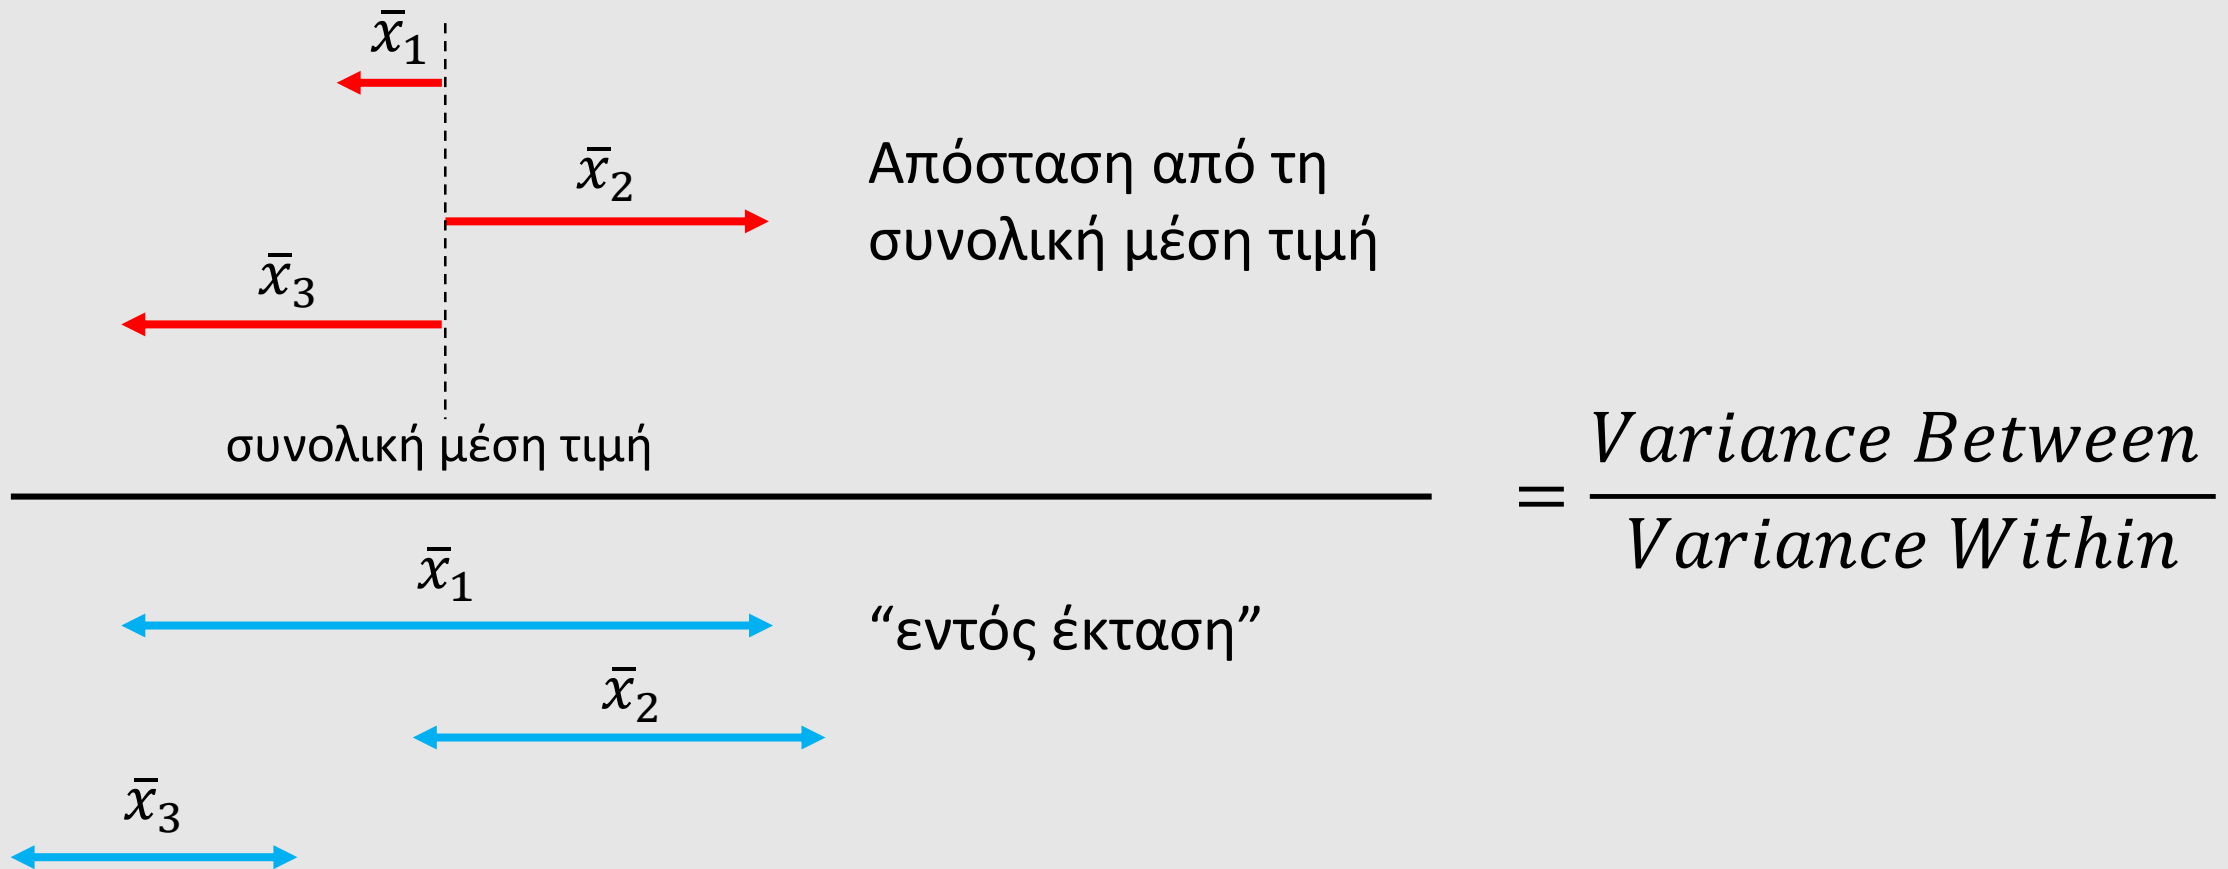 x̄₁
x̄₂
Απόσταση από τη
συνολική μέση τιμή
x̄₃
συνολική μέση τιμή
= Variance Between
Variance Within
x̄₁
“εντός έκταση”
x̄₂
x̄₃